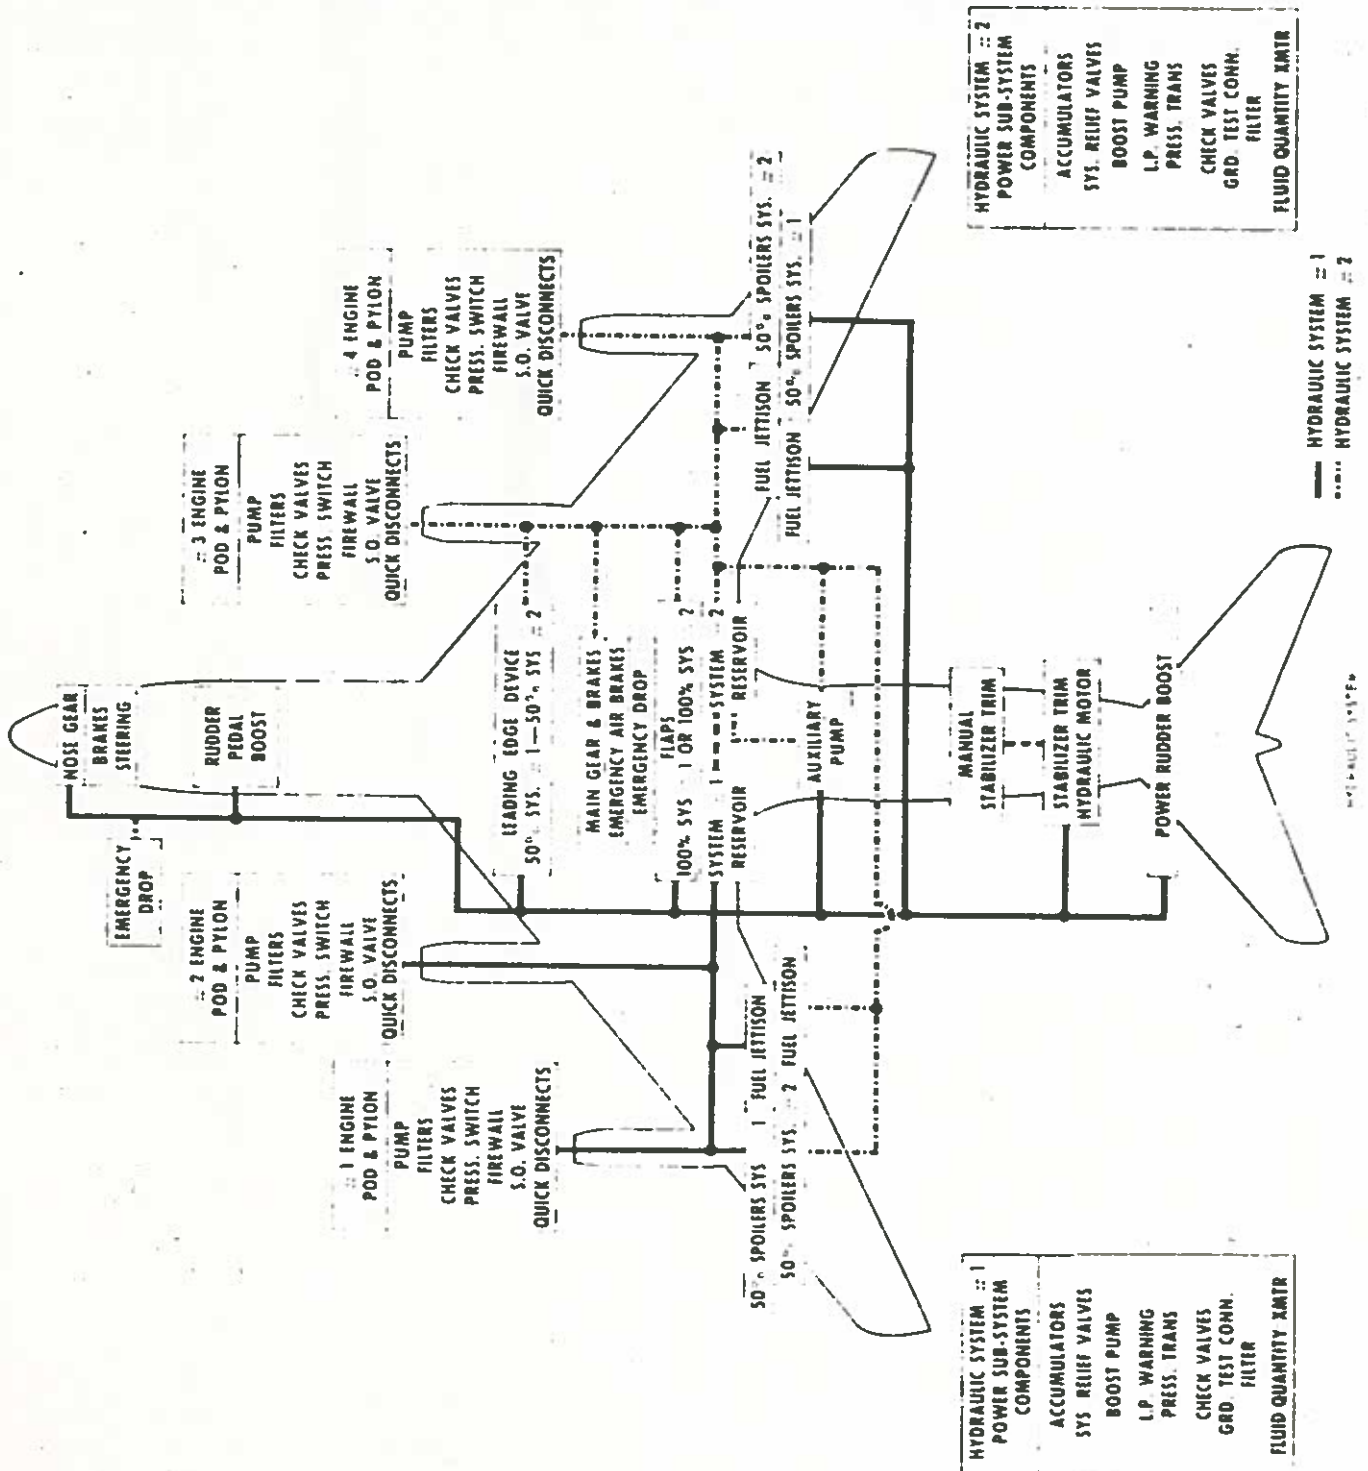 NOSE GEAR
BRAKES
STEERING
RUDDER
PEDAL
BOOST
EMERGENCY
DROP
# 2 ENGINE
POD & PYLON
PUMP
FILTERS
CHECK VALVES
PRESS. SWITCH
FIREWALL
S.O. VALVE
QUICK DISCONNECTS
# 3 ENGINE
POD & PYLON
PUMP
FILTERS
CHECK VALVES
PRESS. SWITCH
FIREWALL
S.O. VALVE
QUICK DISCONNECTS
# 1 ENGINE
POD & PYLON
PUMP
FILTERS
CHECK VALVES
PRESS. SWITCH
FIREWALL
S.O. VALVE
QUICK DISCONNECTS
# 4 ENGINE
POD & PYLON
PUMP
FILTERS
CHECK VALVES
PRESS. SWITCH
FIREWALL
S.O. VALVE
QUICK DISCONNECTS
LEADING EDGE DEVICE
50% SYS. # 1—50% SYS # 2
MAIN GEAR & BRAKES
EMERGENCY AIR BRAKES
EMERGENCY DROP
FLAPS
100% SYS 1 OR 100% SYS 2
SYSTEM 1
SYSTEM 2
RESERVOIR
RESERVOIR
50% SPOILERS SYS 1
FUEL JETTISON
50% SPOILERS SYS. # 2
FUEL JETTISON
FUEL JETTISON
50% SPOILERS SYS. # 2
FUEL JETTISON
50% SPOILERS SYS. # 1
AUXILIARY
PUMP
MANUAL
STABILIZER TRIM
STABILIZER TRIM
HYDRAULIC MOTOR
POWER RUDDER BOOST
HYDRAULIC SYSTEM # 1
POWER SUB-SYSTEM
COMPONENTS
ACCUMULATORS
SYS RELIEF VALVES
BOOST PUMP
L.P. WARNING
PRESS. TRANS
CHECK VALVES
GRD. TEST CONN.
FILTER
FLUID QUANTITY XMTR
HYDRAULIC SYSTEM # 2
POWER SUB-SYSTEM
COMPONENTS
ACCUMULATORS
SYS. RELIEF VALVES
BOOST PUMP
L.P. WARNING
PRESS. TRANS
CHECK VALVES
GRD. TEST CONN.
FILTER
FLUID QUANTITY XMTR
HYDRAULIC SYSTEM # 1
HYDRAULIC SYSTEM # 2